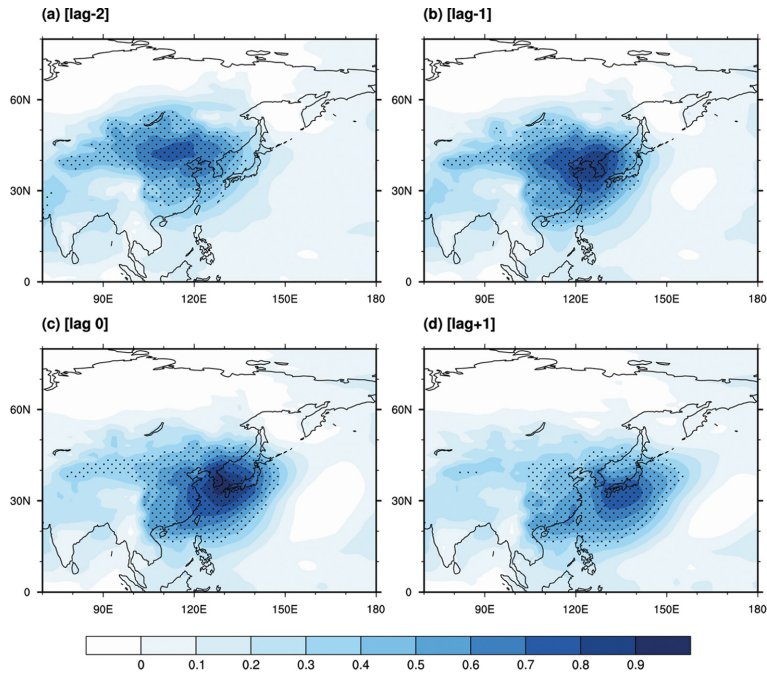 (a) [lag-2]
(b) [lag-1]
60N
30N
0
90E 120E 150E 180
60N
30N
0
90E 120E 150E 180
(c) [lag 0]
(d) [lag+1]
60N
30N
0
90E 120E 150E 180
60N
30N
0
90E 120E 150E 180
0 0.1 0.2 0.3 0.4 0.5 0.6 0.7 0.8 0.9